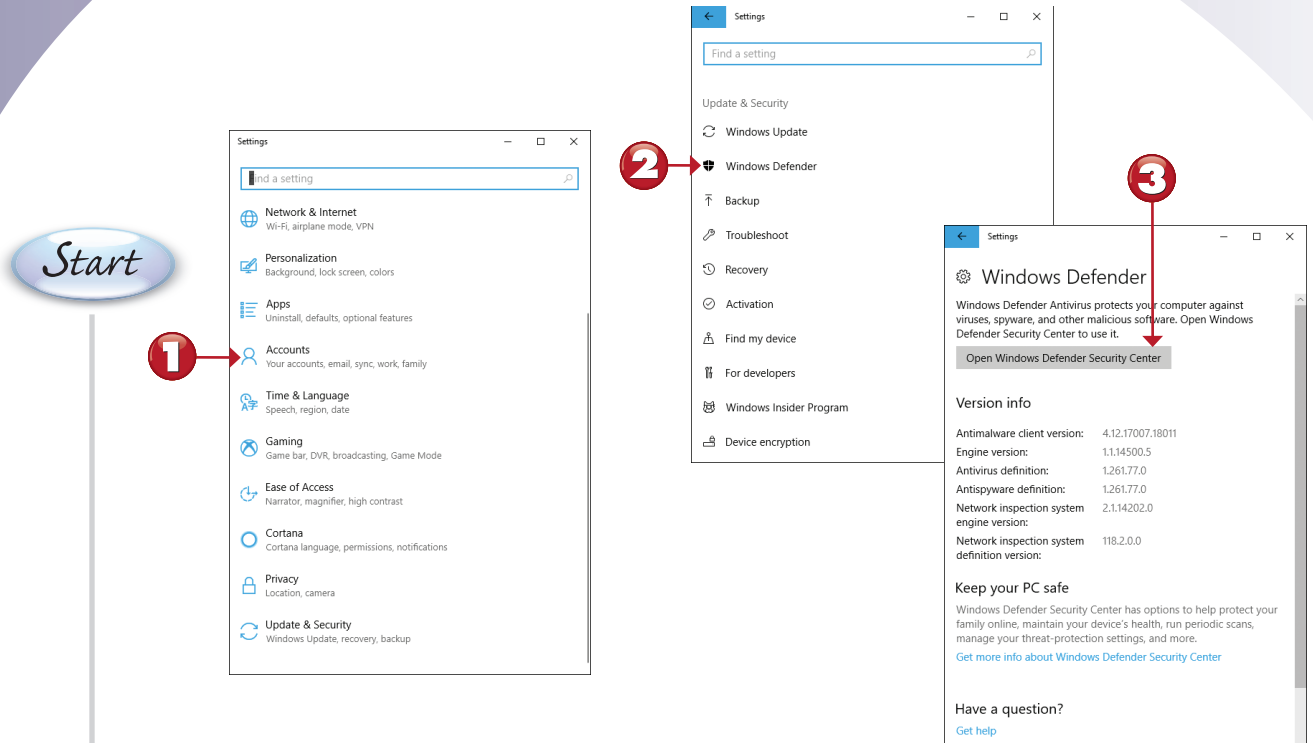 Start
1
Settings
Find a setting
Network & Internet
Wi-Fi, airplane mode, VPN
Personalization
Background, lock screen, colors
Apps
Uninstall, defaults, optional features
Accounts
Your accounts, email, sync, work, family
Time & Language
Speech, region, date
Gaming
Game bar, DVR, broadcasting, Game Mode
Ease of Access
Narrator, magnifier, high contrast
Cortana
Cortana language, permissions, notifications
Privacy
Location, camera
Update & Security
Windows Update, recovery, backup
2
Settings
Find a setting
Update & Security
Windows Update
Windows Defender
Backup
Troubleshoot
Recovery
Activation
Find my device
For developers
Windows Insider Program
Device encryption
3
Settings
Windows Defender
Windows Defender Antivirus protects your computer against
viruses, spyware, and other malicious software. Open Windows
Defender Security Center to use it.
Open Windows Defender Security Center
Version info
Antimalware client version: 4.12.17007.18011
Engine version: 1.1.14500.5
Antivirus definition: 1.261.77.0
Antispyware definition: 1.261.77.0
Network inspection system 2.1.14202.0
engine version:
Network inspection system 118.2.0.0
definition version:
Keep your PC safe
Windows Defender Security Center has options to help protect your
family online, maintain your device's health, run periodic scans,
manage your threat-protection settings, and more.
Get more info about Windows Defender Security Center
Have a question?
Get help